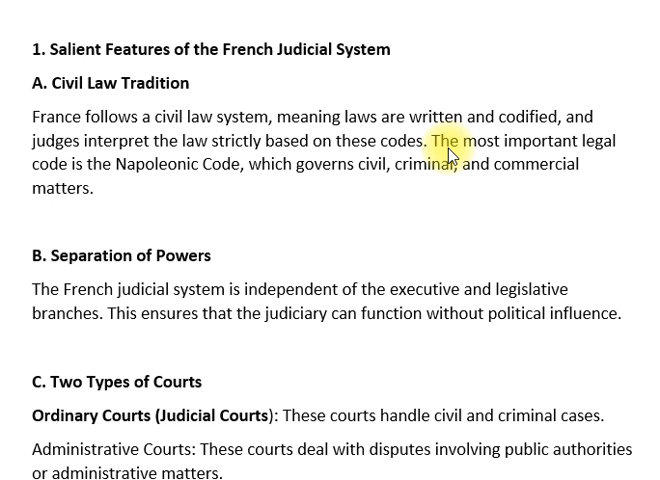 1. Salient Features of the French Judicial System
A. Civil Law Tradition
France follows a civil law system, meaning laws are written and codified, and
judges interpret the law strictly based on these codes. The most important legal
code is the Napoleonic Code, which governs civil, criminal, and commercial
matters.
B. Separation of Powers
The French judicial system is independent of the executive and legislative
branches. This ensures that the judiciary can function without political influence.
C. Two Types of Courts
Ordinary Courts (Judicial Courts): These courts handle civil and criminal cases.
Administrative Courts: These courts deal with disputes involving public authorities
or administrative matters.